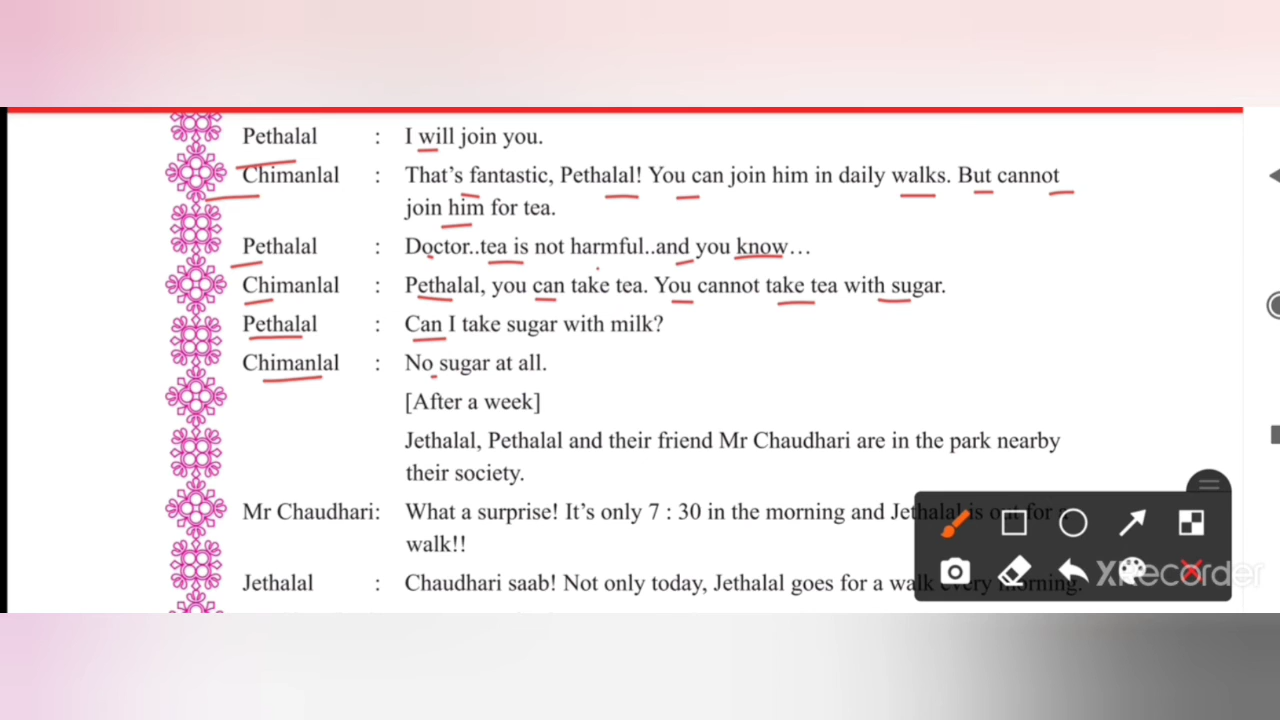 Pethalal : I will join you.
Chimanlal : That's fantastic, Pethalal! You can join him in daily walks. But cannot
join him for tea.
Pethalal : Doctor..tea is not harmful..and you know...
Chimanlal : Pethalal, you can take tea. You cannot take tea with sugar.
Pethalal : Can I take sugar with milk?
Chimanlal : No sugar at all.
[After a week]
Jethalal, Pethalal and their friend Mr Chaudhari are in the park nearby
their society.
Mr Chaudhari: What a surprise! It's only 7 : 30 in the morning and Jethalal is out for a
walk!!
Jethalal : Chaudhari saab! Not only today, Jethalal goes for a walk every morning.
XRecorder